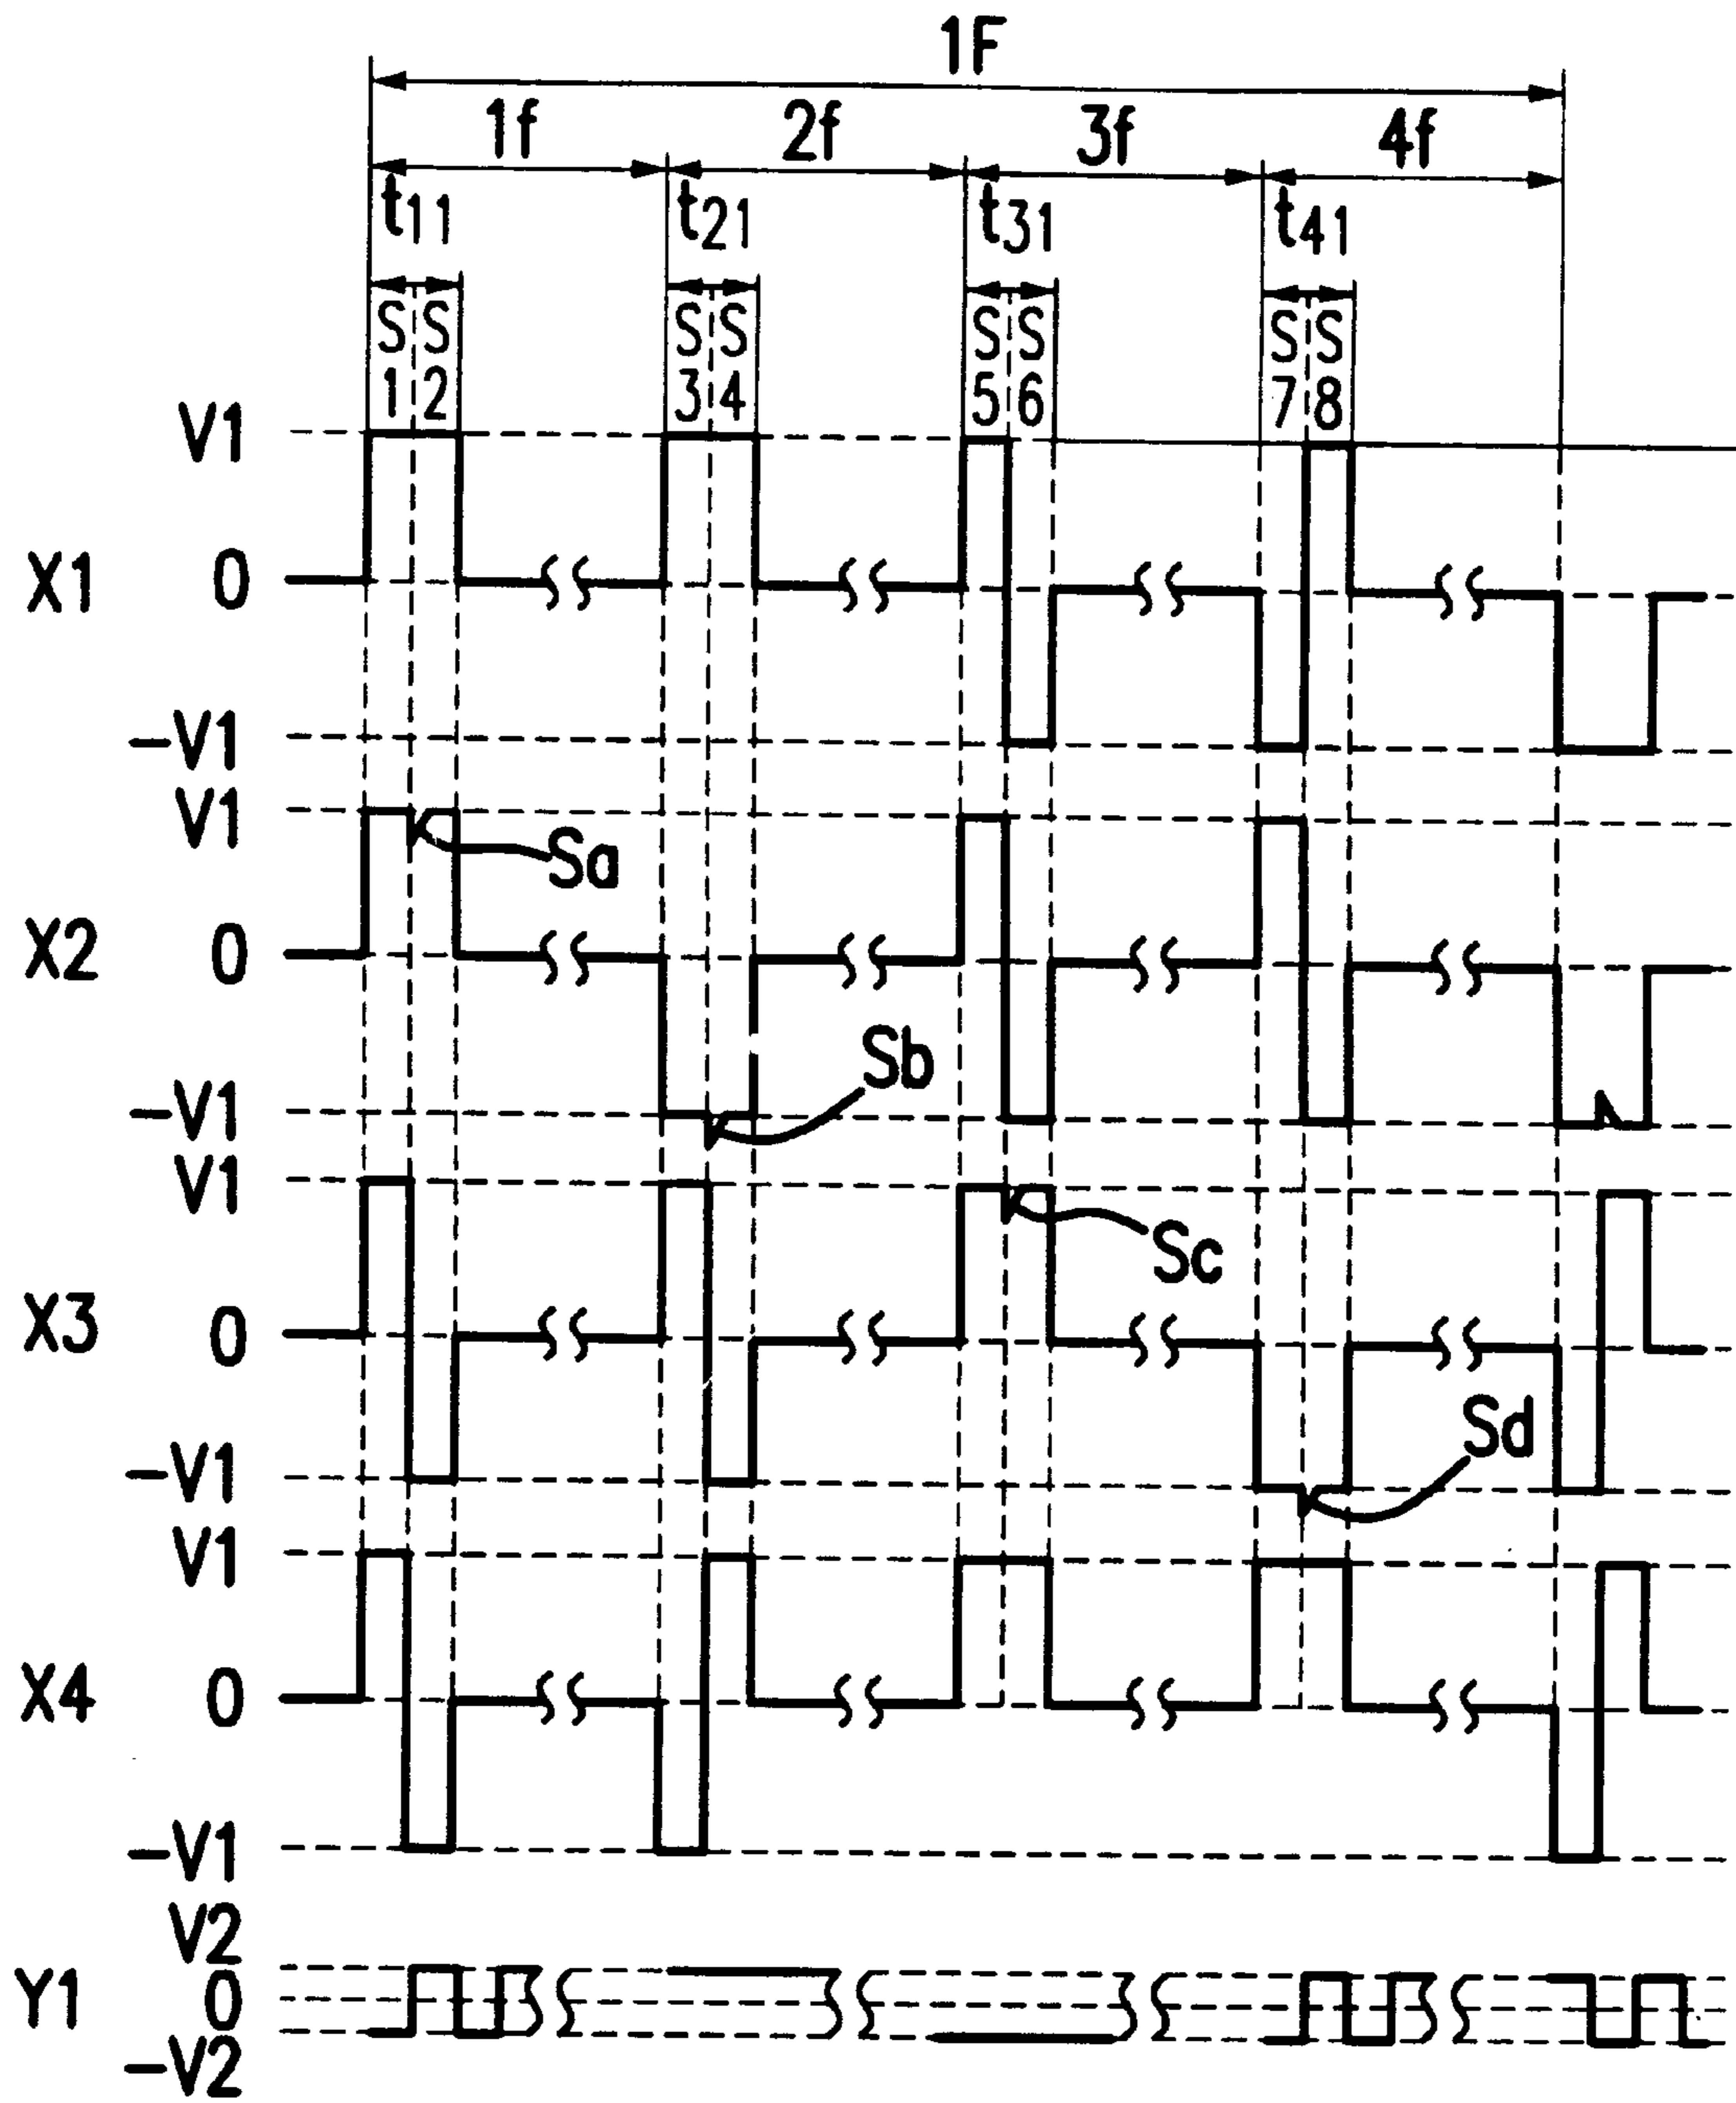 1F
1f 2f 3f 4f
t11 t21 t31 t41
S1 S2 S3 S4 S5 S6 S7 S8
V1
X1 0
-V1
V1
Sa
X2 0
Sb
-V1
V1
Sc
X3 0
Sd
-V1
V1
X4 0
-V1
V2
Y1 0
-V2